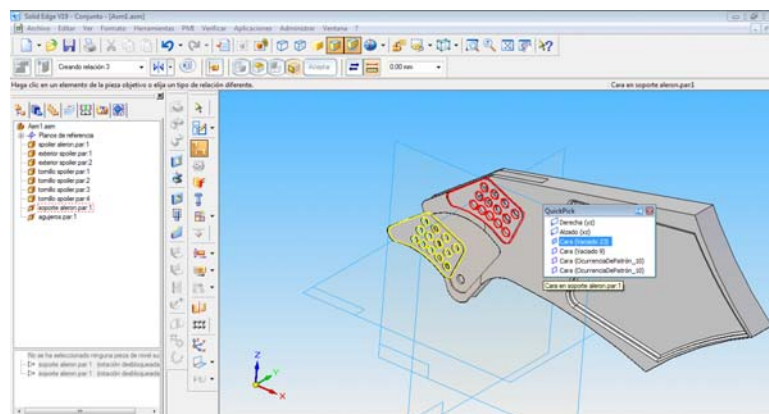 Solid Edge V19 - Conjunto - [Asm1.asm]
Archivo Editar Ver Formato Herramientas PMI Verificar Aplicaciones Administrar Ventana ?
Creando relación 3
Aceptar
0.00 mm
Haga clic en un elemento de la pieza objetivo o elija un tipo de relación diferente.
Cara en soporte aleron.par:1
Asm1.asm
Planos de referencia
spoiler aleron.par:1
exterior spoiler.par:1
exterior spoiler.par:2
tornillo spoiler.par:1
tornillo spoiler.par:2
tornillo spoiler.par:3
tornillo spoiler.par:4
soporte aleron.par:1
agujeros.par:1
QuickPick
Derecha (yz)
Alzado (xz)
Cara (Vaciado 23)
Cara (Vaciado 9)
Cara (OcurrenciaDePatrón_10)
Cara (OcurrenciaDePatrón_10)
Cara en soporte aleron.par:1
No se ha seleccionado ninguna pieza de nivel su
soporte aleron.par:1 (rotación desbloqueada
soporte aleron.par:1 (rotación desbloqueada
Z
Y
X